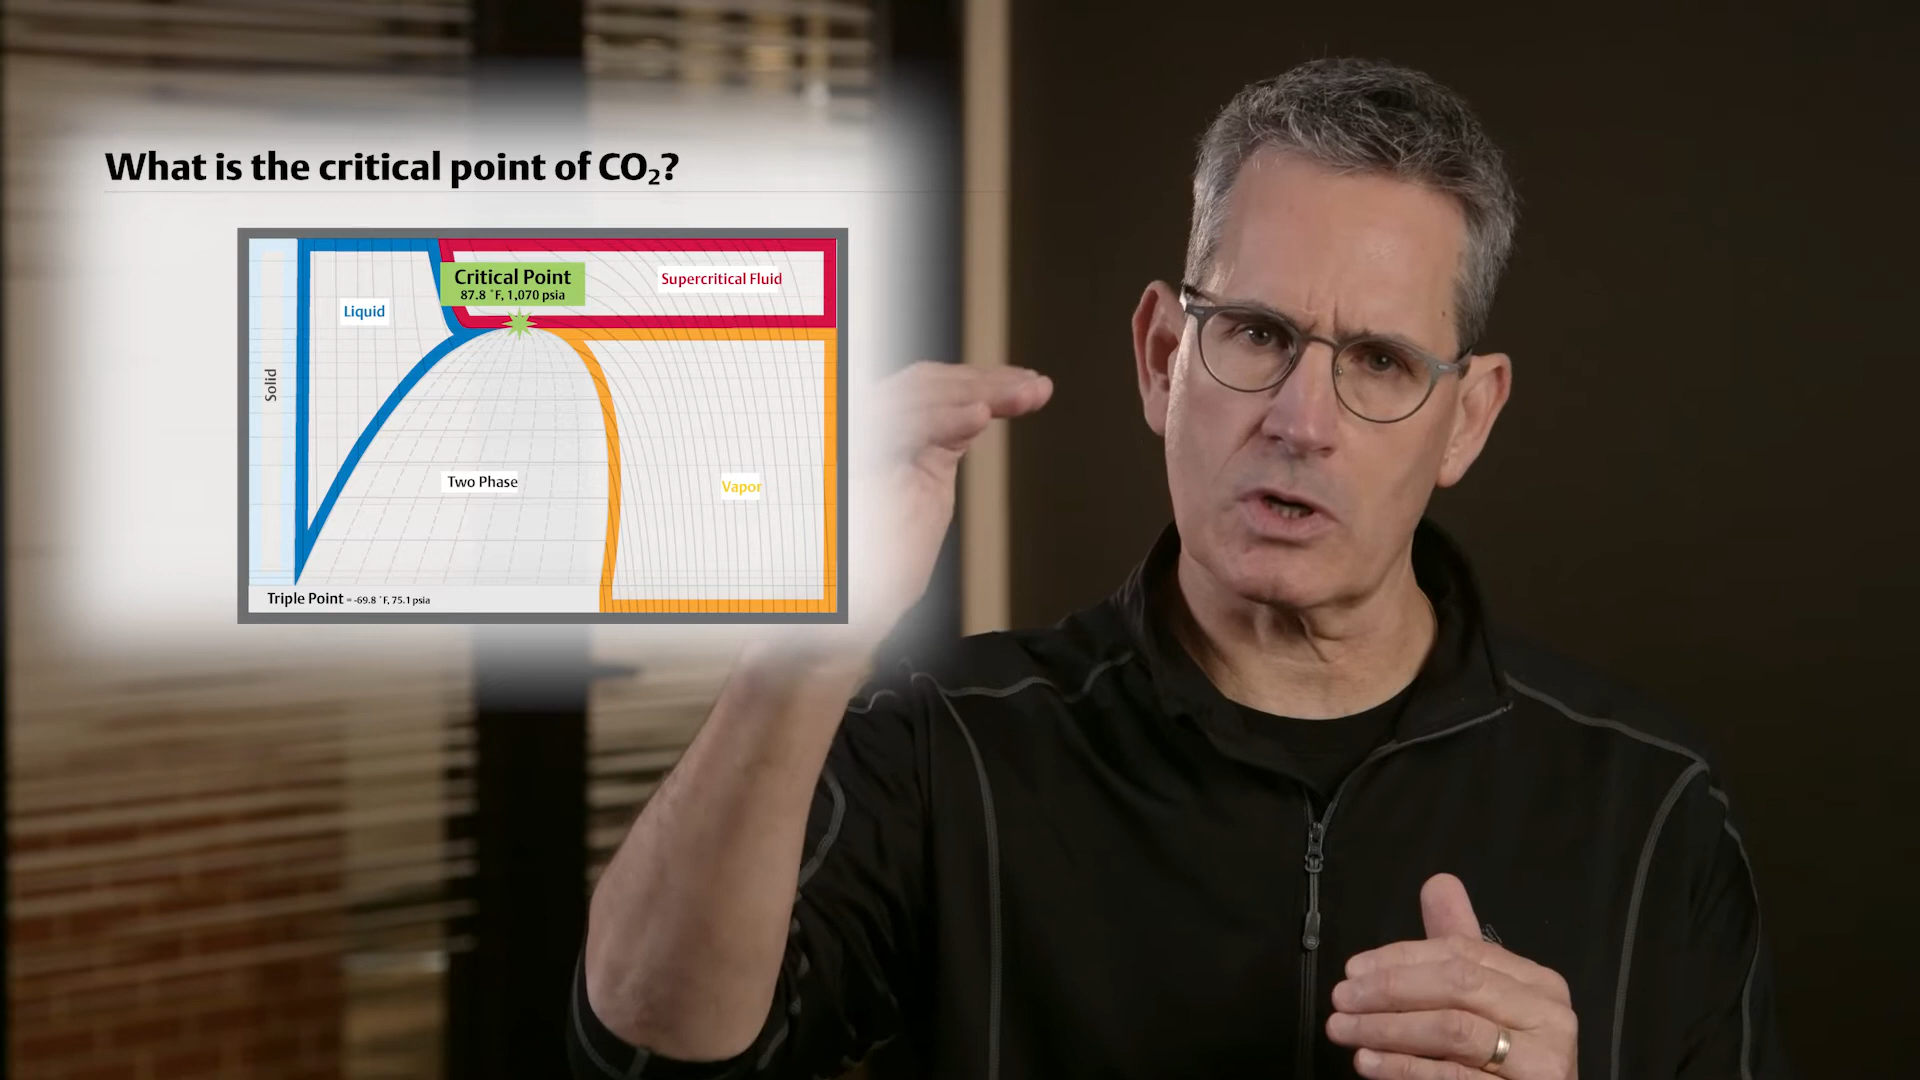 What is the critical point of CO₂?
Critical Point
87.8 °F, 1,070 psia
Supercritical Fluid
Liquid
Solid
Two Phase
Vapor
Triple Point = -69.8 °F, 75.1 psia